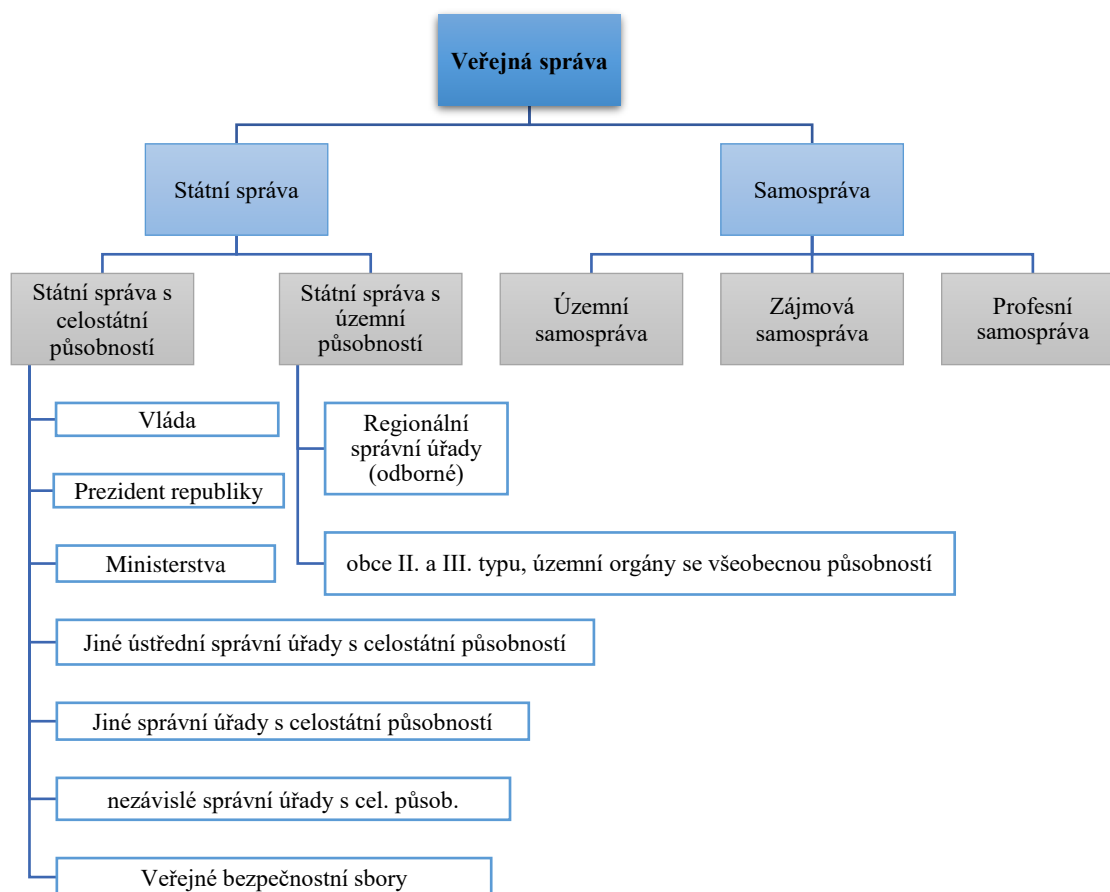 Veřejná správa
Státní správa
Samospráva
Státní správa s
celostátní
působností
Státní správa s
územní
působností
Územní
samospráva
Zájmová
samospráva
Profesní
samospráva
Vláda
Prezident republiky
Ministerstva
Jiné ústřední správní úřady s celostátní působností
Jiné správní úřady s celostátní působností
nezávislé správní úřady s cel. působ.
Veřejné bezpečnostní sbory
Regionální
správní úřady
(odborné)
obce II. a III. typu, územní orgány se všeobecnou působností